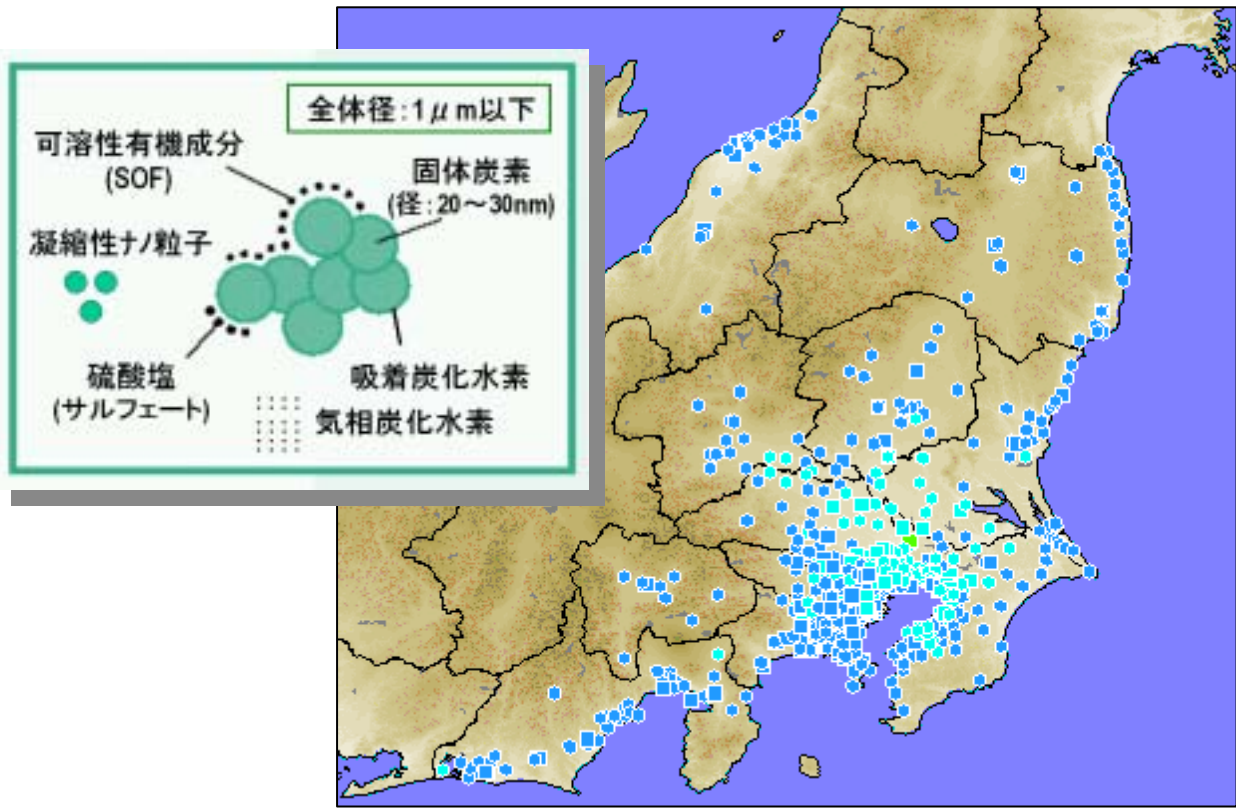 全体径:1μm以下
可溶性有機成分
(SOF)
固体炭素
(径:20～30nm)
凝縮性ナノ粒子
硫酸塩
(サルフェート)
吸着炭化水素
気相炭化水素